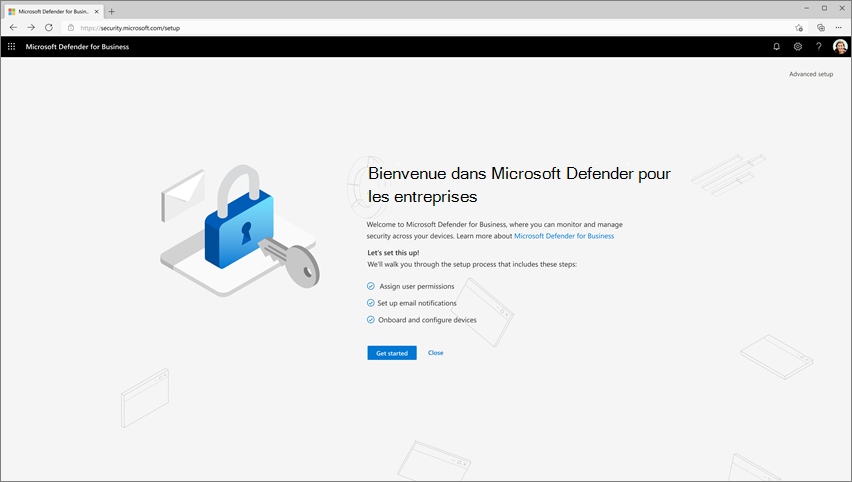 Microsoft Defender for Busin...
https://security.microsoft.com/setup
Microsoft Defender for Business
Advanced setup
Bienvenue dans Microsoft Defender pour
les entreprises
Welcome to Microsoft Defender for Business, where you can monitor and manage
security across your devices. Learn more about Microsoft Defender for Business
Let's set this up!
We'll walk you through the setup process that includes these steps:
Assign user permissions
Set up email notifications
Onboard and configure devices
Get started Close